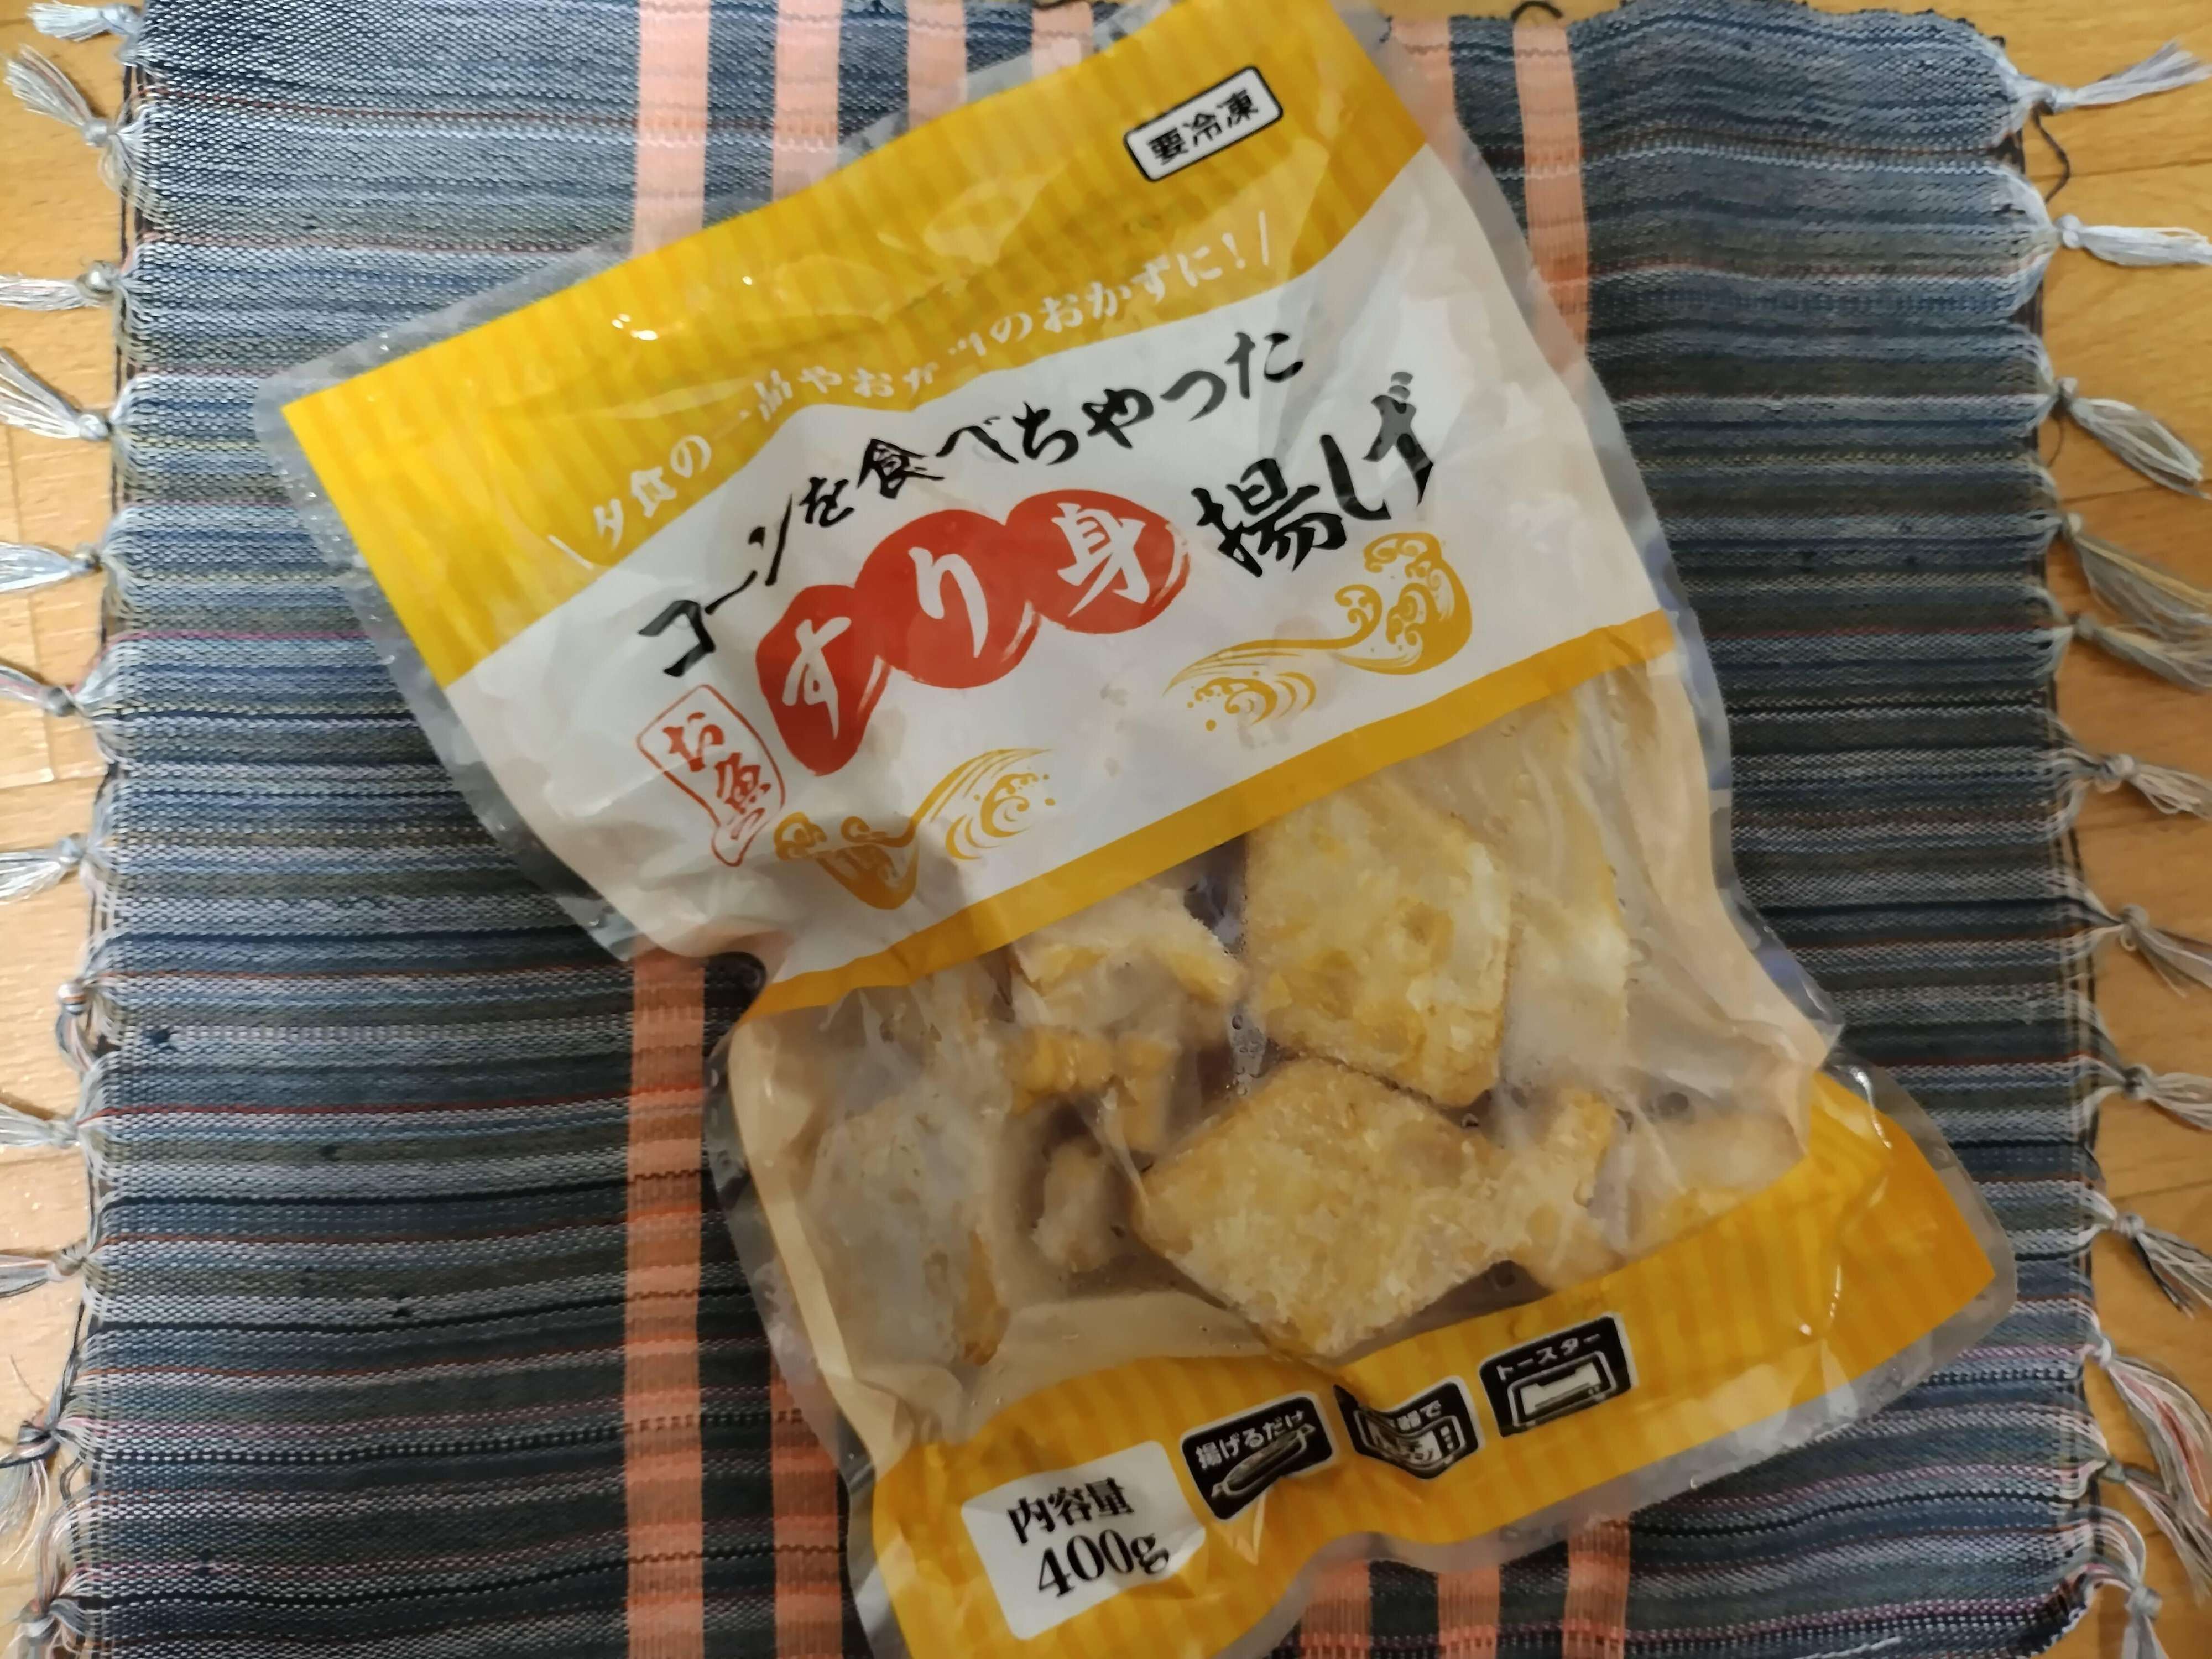 要冷凍
夕食の一品やおかずのおかずに!
コーンを食べちゃった
お魚の
すり身揚げ
揚げるだけ
トースター
内容量
400g